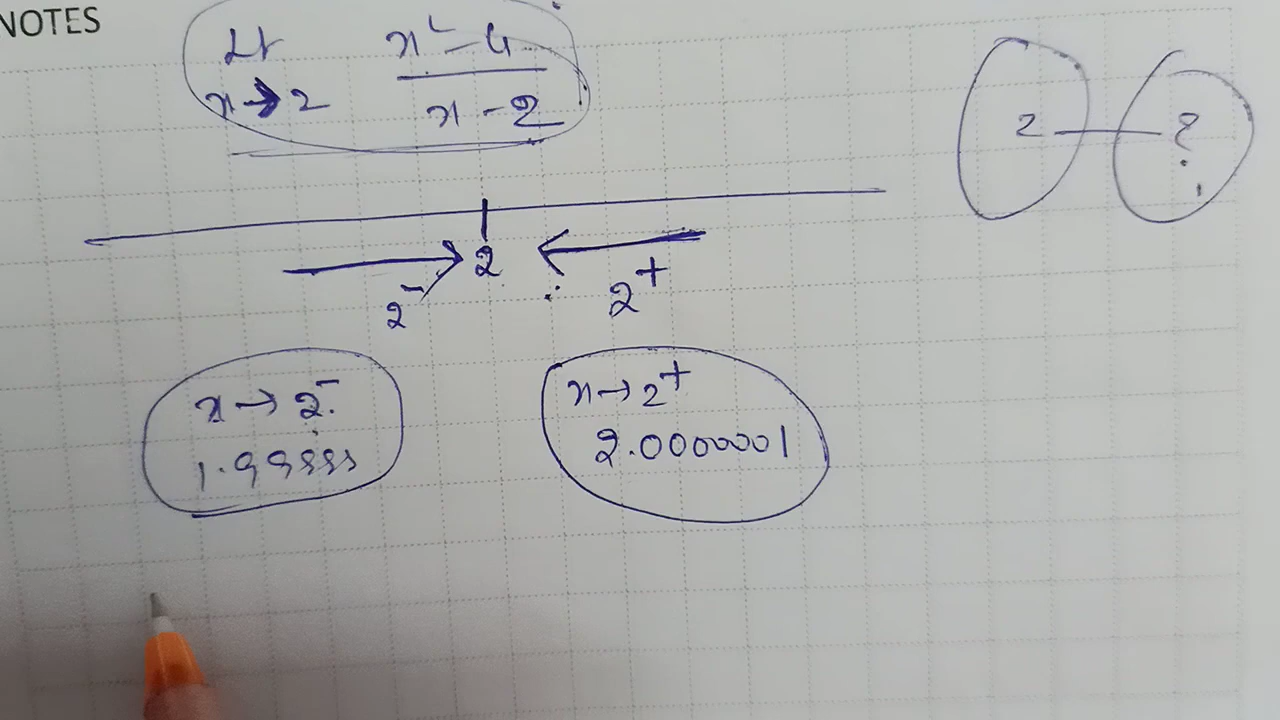 NOTES
Lt x² - 4
x → 2 x - 2
2 — ?
2
2⁻ 2⁺
x → 2⁻ x → 2⁺
1.99999 2.0000001